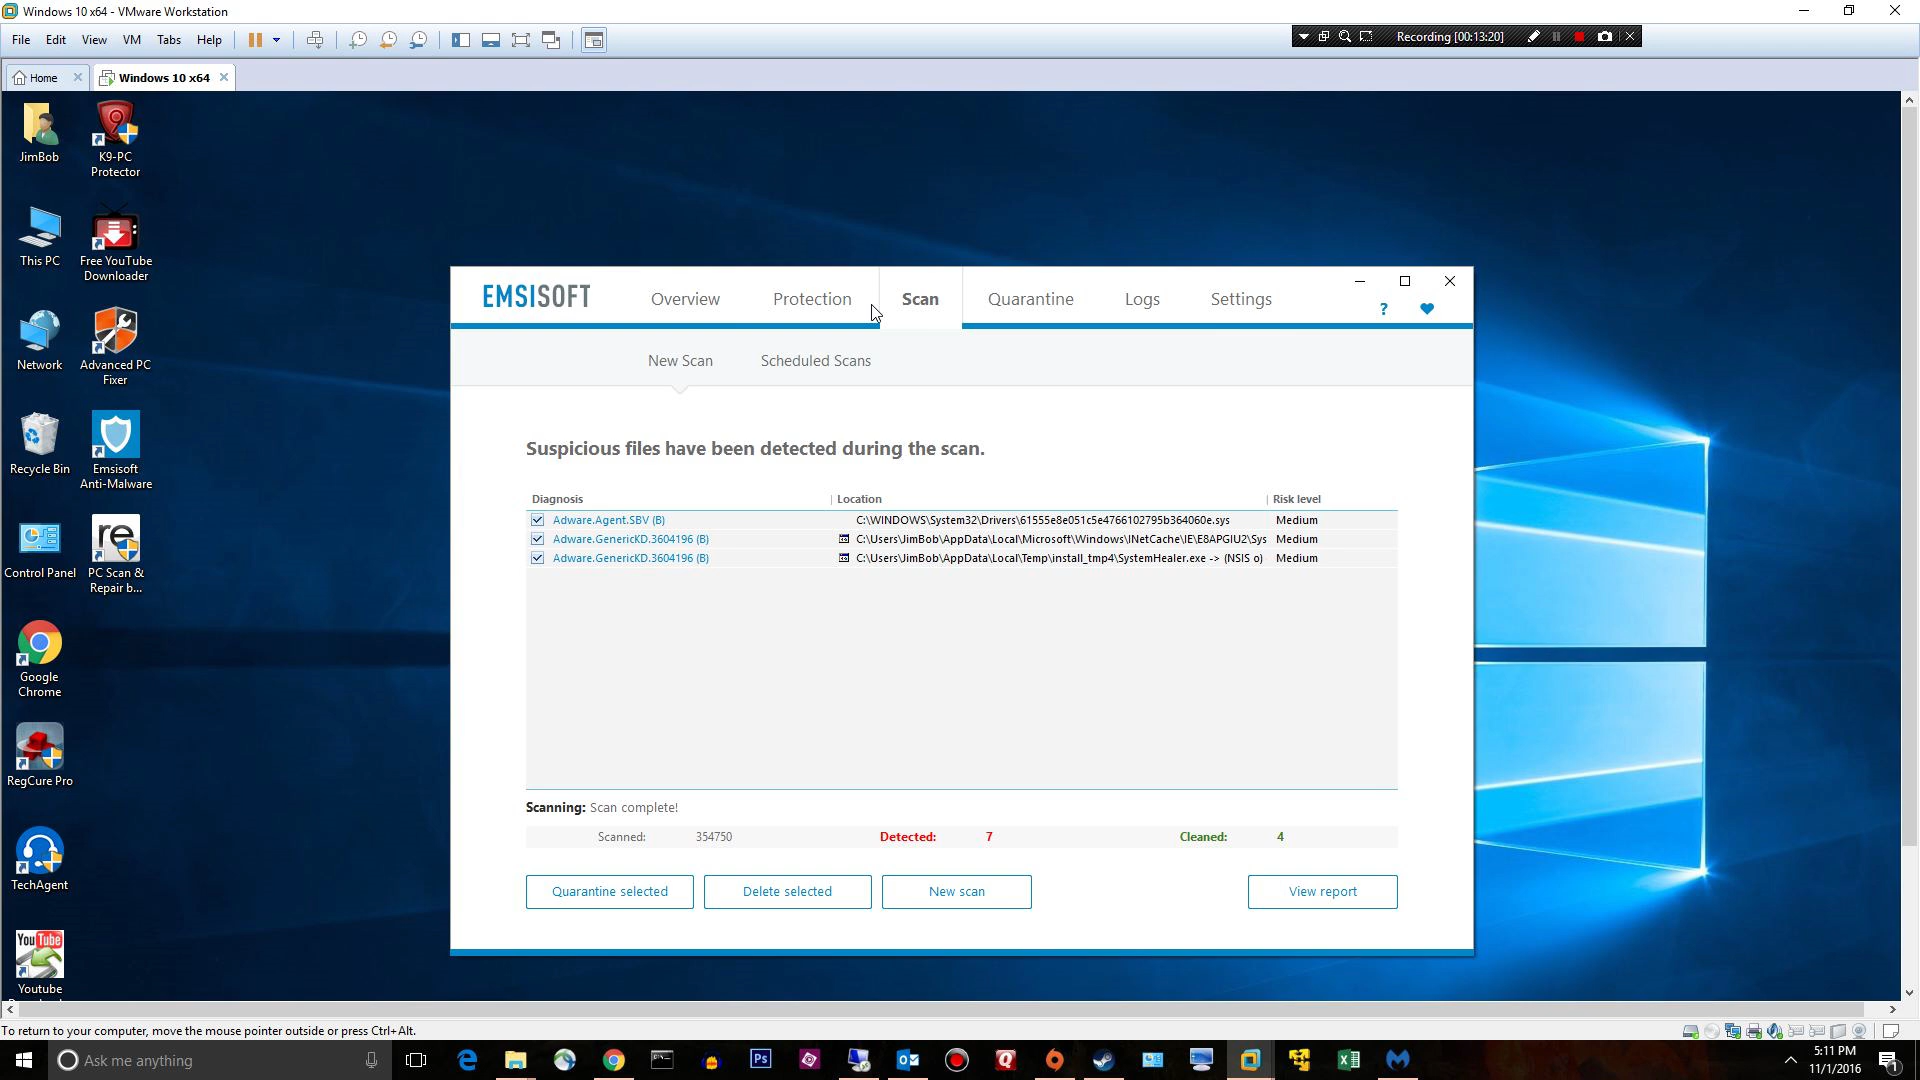 Windows 10 x64 - VMware Workstation
File Edit View VM Tabs Help
Recording [00:13:20]
Home
Windows 10 x64
JimBob
K9-PC Protector
This PC
Free YouTube Downloader
Network
Advanced PC Fixer
Recycle Bin
Emsisoft Anti-Malware
Control Panel
re
PC Scan & Repair b...
Google Chrome
RegCure Pro
TechAgent
You Tube
Youtube
EMSISOFT
Overview Protection Scan Quarantine Logs Settings
?
New Scan Scheduled Scans
Suspicious files have been detected during the scan.
Diagnosis Location Risk level
Adware.Agent.SBV (B) C:\WINDOWS\System32\Drivers\61555e8e051c5e4766102795b364060e.sys Medium
Adware.GenericKD.3604196 (B) C:\Users\JimBob\AppData\Local\Microsoft\Windows\INetCache\IE\E8APGIU2\Sys Medium
Adware.GenericKD.3604196 (B) C:\Users\JimBob\AppData\Local\Temp\install_tmp4\SystemHealer.exe -> (NSIS o) Medium
Scanning: Scan complete!
Scanned: 354750 Detected: 7 Cleaned: 4
Quarantine selected Delete selected New scan View report
To return to your computer, move the mouse pointer outside or press Ctrl+Alt.
Ask me anything
Ps
5:11 PM
11/1/2016
1